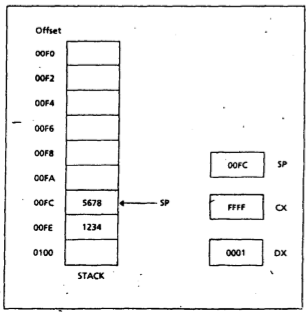 Offset
00F0
00F2
00F4
00F6
00F8
00FA
00FC 5678 SP
00FE 1234
0100
STACK
00FC SP
FFFF CX
0001 DX